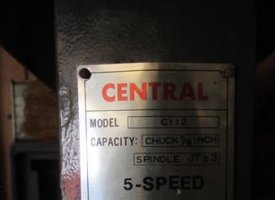 CENTRAL
MODEL C112
CAPACITY: CHUCK 5/8 INCH
SPINDLE JT#3
5-SPEED